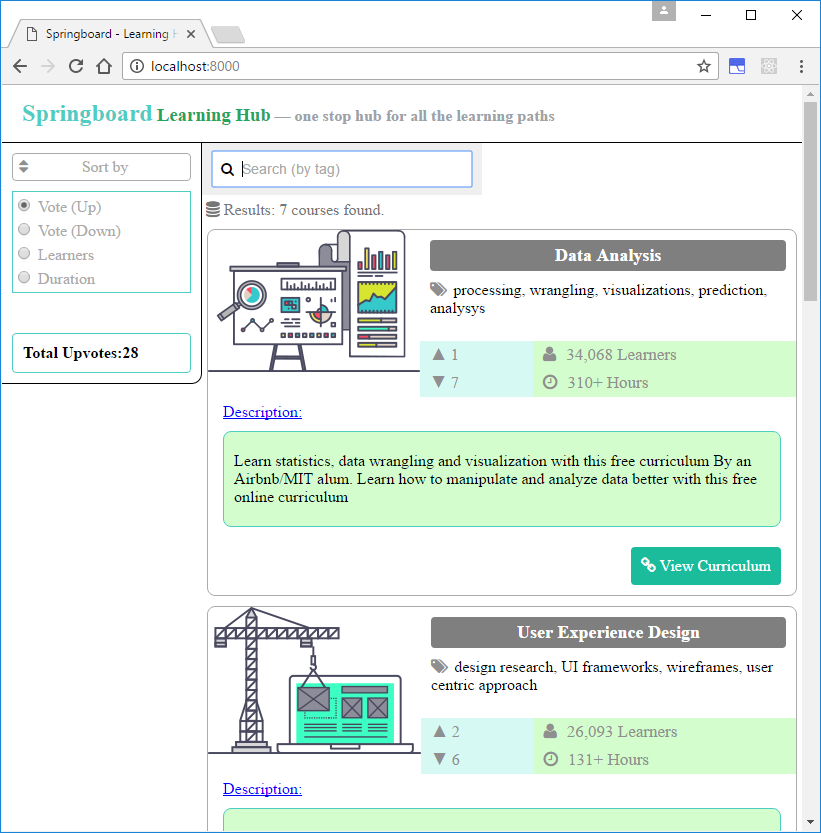 Springboard - Learning H
localhost:8000
Springboard Learning Hub — one stop hub for all the learning paths
Sort by
Vote (Up)
Vote (Down)
Learners
Duration
Total Upvotes:28
Search (by tag)
Results: 7 courses found.
Data Analysis
processing, wrangling, visualizations, prediction,
analysys
1
34,068 Learners
7
310+ Hours
Description:
Learn statistics, data wrangling and visualization with this free curriculum By an
Airbnb/MIT alum. Learn how to manipulate and analyze data better with this free
online curriculum
View Curriculum
User Experience Design
design research, UI frameworks, wireframes, user
centric approach
2
26,093 Learners
6
131+ Hours
Description: